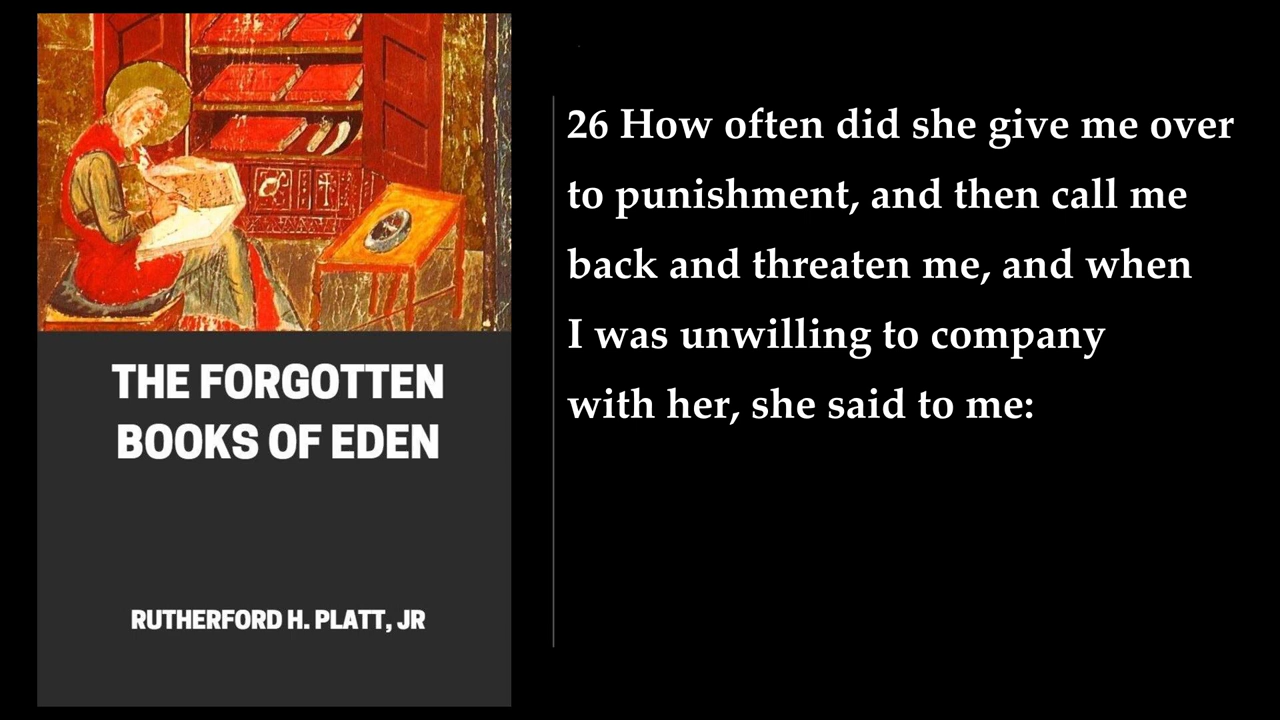 THE FORGOTTEN
BOOKS OF EDEN
RUTHERFORD H. PLATT, JR
26 How often did she give me over
to punishment, and then call me
back and threaten me, and when
I was unwilling to company
with her, she said to me: